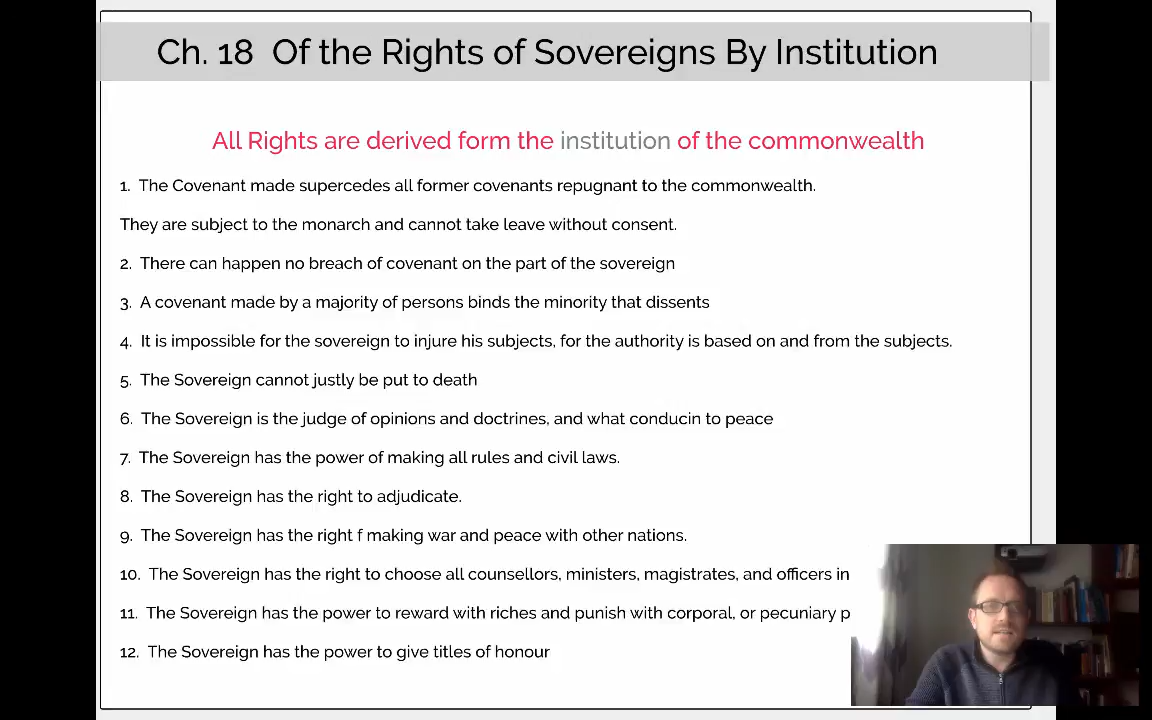 Ch. 18 Of the Rights of Sovereigns By Institution
All Rights are derived form the institution of the commonwealth
1. The Covenant made supercedes all former covenants repugnant to the commonwealth.
They are subject to the monarch and cannot take leave without consent.
2. There can happen no breach of covenant on the part of the sovereign
3. A covenant made by a majority of persons binds the minority that dissents
4. It is impossible for the sovereign to injure his subjects, for the authority is based on and from the subjects.
5. The Sovereign cannot justly be put to death
6. The Sovereign is the judge of opinions and doctrines, and what conducin to peace
7. The Sovereign has the power of making all rules and civil laws.
8. The Sovereign has the right to adjudicate.
9. The Sovereign has the right f making war and peace with other nations.
10. The Sovereign has the right to choose all counsellors, ministers, magistrates, and officers in
11. The Sovereign has the power to reward with riches and punish with corporal, or pecuniary p
12. The Sovereign has the power to give titles of honour